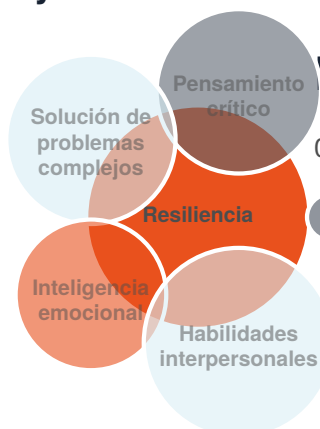 Pensamiento
crítico
Solución de
problemas
complejos
Resiliencia
Inteligencia
emocional
Habilidades
interpersonales